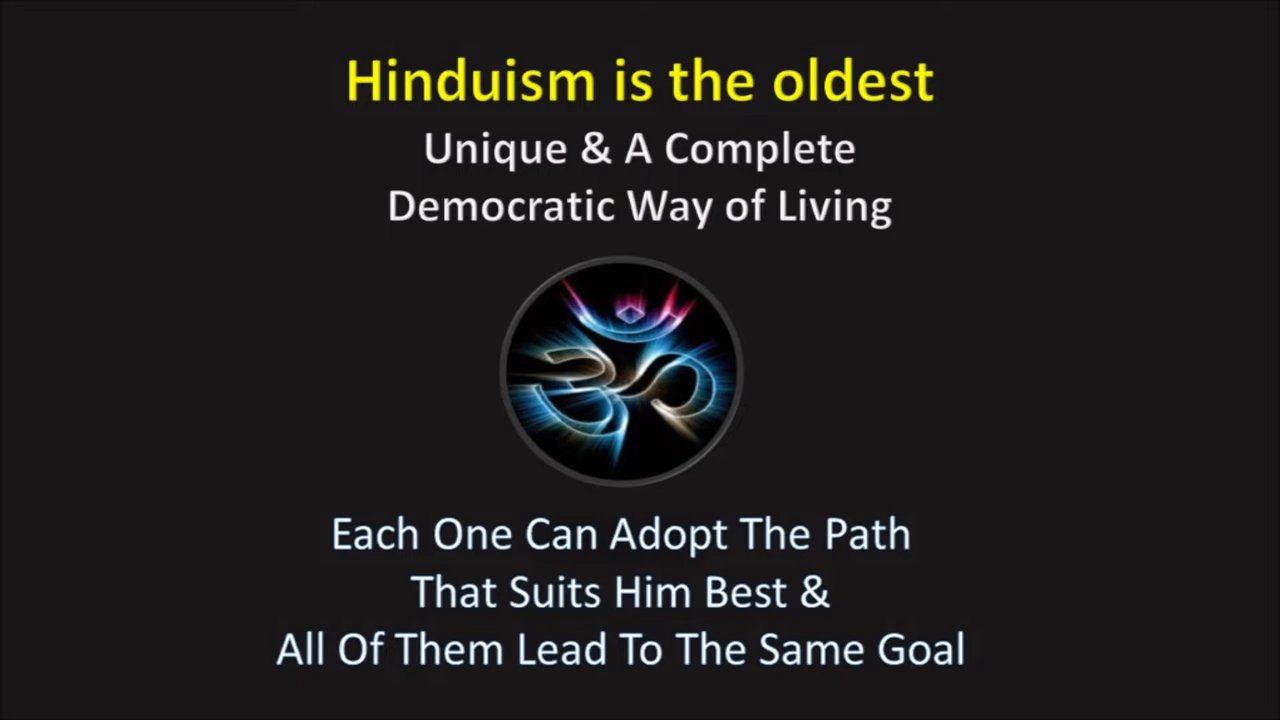 Hinduism is the oldest
Unique & A Complete
Democratic Way of Living
ॐ
Each One Can Adopt The Path
That Suits Him Best &
All Of Them Lead To The Same Goal